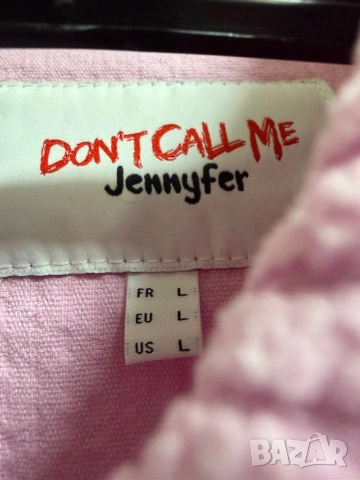 DON'T CALL ME
Jennyfer
FR L
EU L
US L
BAZAR